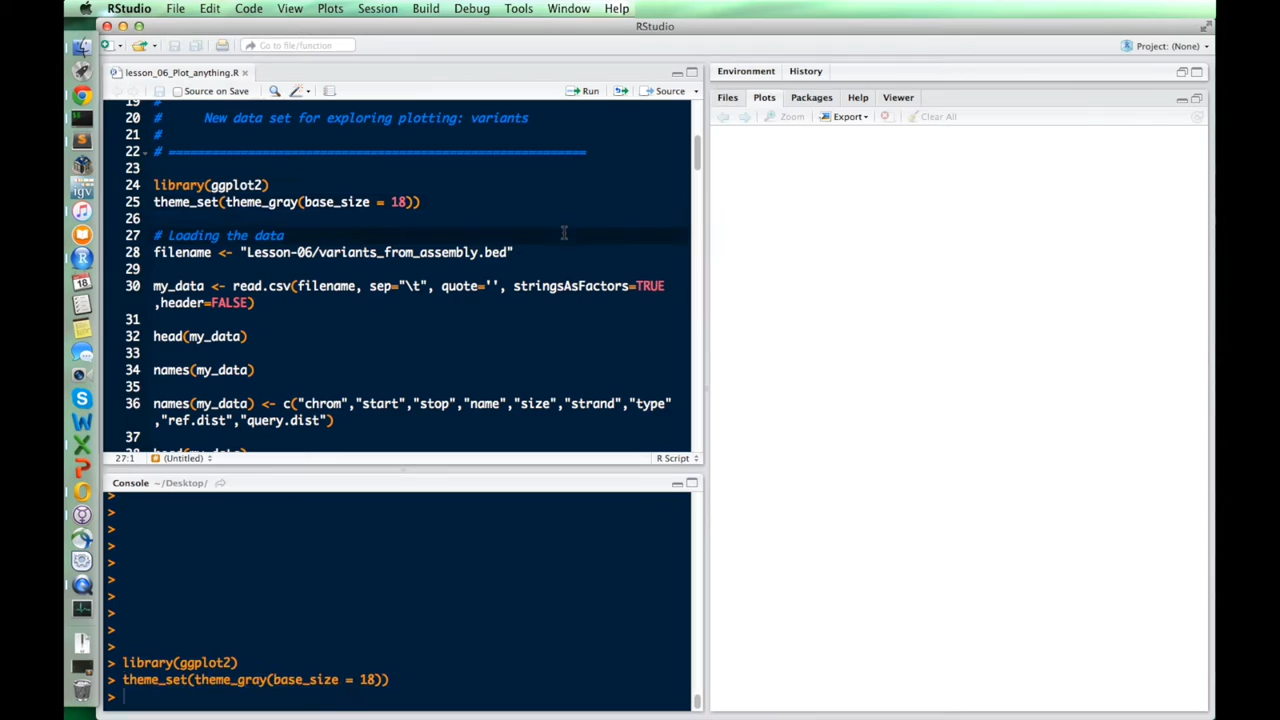 RStudio File Edit Code View Plots Session Build Debug Tools Window Help
RStudio
Go to file/function
Project: (None)
lesson_06_Plot_anything.R
Source on Save
Run
Source
19 #
20 # New data set for exploring plotting: variants
21 #
22 # ==========================================================
23
24 library(ggplot2)
25 theme_set(theme_gray(base_size = 18))
26
27 # Loading the data
28 filename <- "Lesson-06/variants_from_assembly.bed"
29
30 my_data <- read.csv(filename, sep="\t", quote='', stringsAsFactors=TRUE
,header=FALSE)
31
32 head(my_data)
33
34 names(my_data)
35
36 names(my_data) <- c("chrom","start","stop","name","size","strand","type"
,"ref.dist","query.dist")
37
38 head(my_data)
27:1 (Untitled) R Script
Console ~/Desktop/
>
>
>
>
>
>
>
>
>
>
> library(ggplot2)
> theme_set(theme_gray(base_size = 18))
>
Environment History
Files Plots Packages Help Viewer
Zoom Export Clear All
igv
18